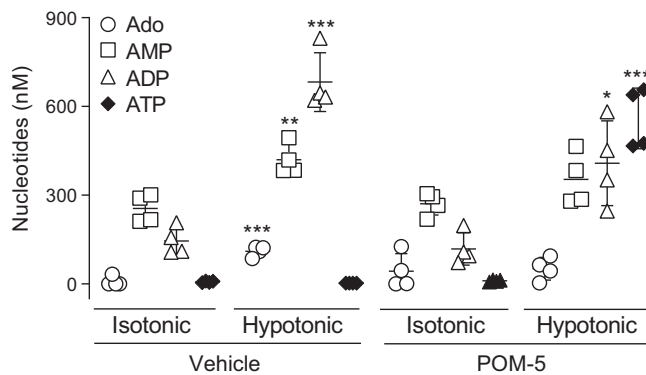 Nucleotides (nM)
900
600
300
0
Ado
AMP
ADP
ATP
***
**
***
*
***
Isotonic
Hypotonic
Isotonic
Hypotonic
Vehicle
POM-5